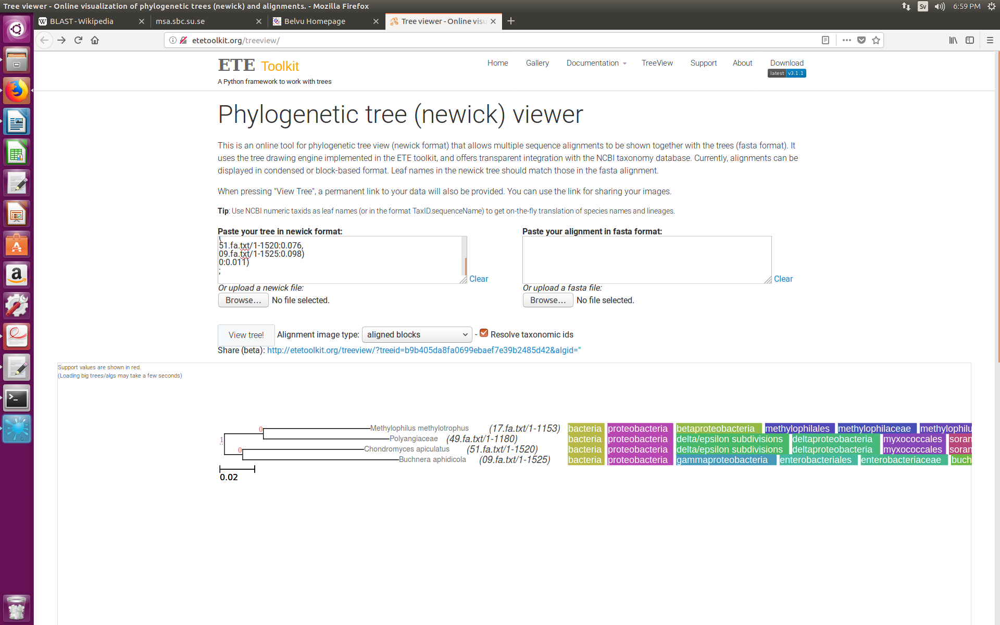 Tree viewer - Online visualization of phylogenetic trees (newick) and alignments. - Mozilla Firefox
Sv
6:59 PM
W BLAST - Wikipedia
msa.sbc.su.se
Belvu Homepage
Tree viewer - Online visu
etetoolkit.org/treeview/
ETE Toolkit
A Python framework to work with trees
Home
Gallery
Documentation
TreeView
Support
About
Download
latest v3.1.1
Phylogenetic tree (newick) viewer
This is an online tool for phylogenetic tree view (newick format) that allows multiple sequence alignments to be shown together with the trees (fasta format). It
uses the tree drawing engine implemented in the ETE toolkit, and offers transparent integration with the NCBI taxonomy database. Currently, alignments can be
displayed in condensed or block-based format. Leaf names in the newick tree should match those in the fasta alignment.
When pressing "View Tree", a permanent link to your data will also be provided. You can use the link for sharing your images.
Tip: Use NCBI numeric taxids as leaf names (or in the format TaxID.sequenceName) to get on-the-fly translation of species names and lineages.
Paste your tree in newick format:
(
51.fa.txt/1-1520:0.076,
09.fa.txt/1-1525:0.098)
0:0.011)
;
Clear
Or upload a newick file:
Browse... No file selected.
Paste your alignment in fasta format:
Clear
Or upload a fasta file:
Browse... No file selected.
View tree! Alignment image type: aligned blocks - Resolve taxonomic ids
Share (beta): http://etetoolkit.org/treeview/?treeid=b9b405da8fa0699ebaef7e39b2485d42&algid="
Support values are shown in red.
(Loading big trees/algs may take a few seconds)
0 Methylophilus methylotrophus (17.fa.txt/1-1153) bacteria proteobacteria betaproteobacteria methylophilales methylophilaceae methylophilu
1 Polyangiaceae (49.fa.txt/1-1180) bacteria proteobacteria delta/epsilon subdivisions deltaproteobacteria myxococcales soran
0 Chondromyces apiculatus (51.fa.txt/1-1520) bacteria proteobacteria delta/epsilon subdivisions deltaproteobacteria myxococcales soran
Buchnera aphidicola (09.fa.txt/1-1525) bacteria proteobacteria gammaproteobacteria enterobacteriales enterobacteriaceae buch
0.02